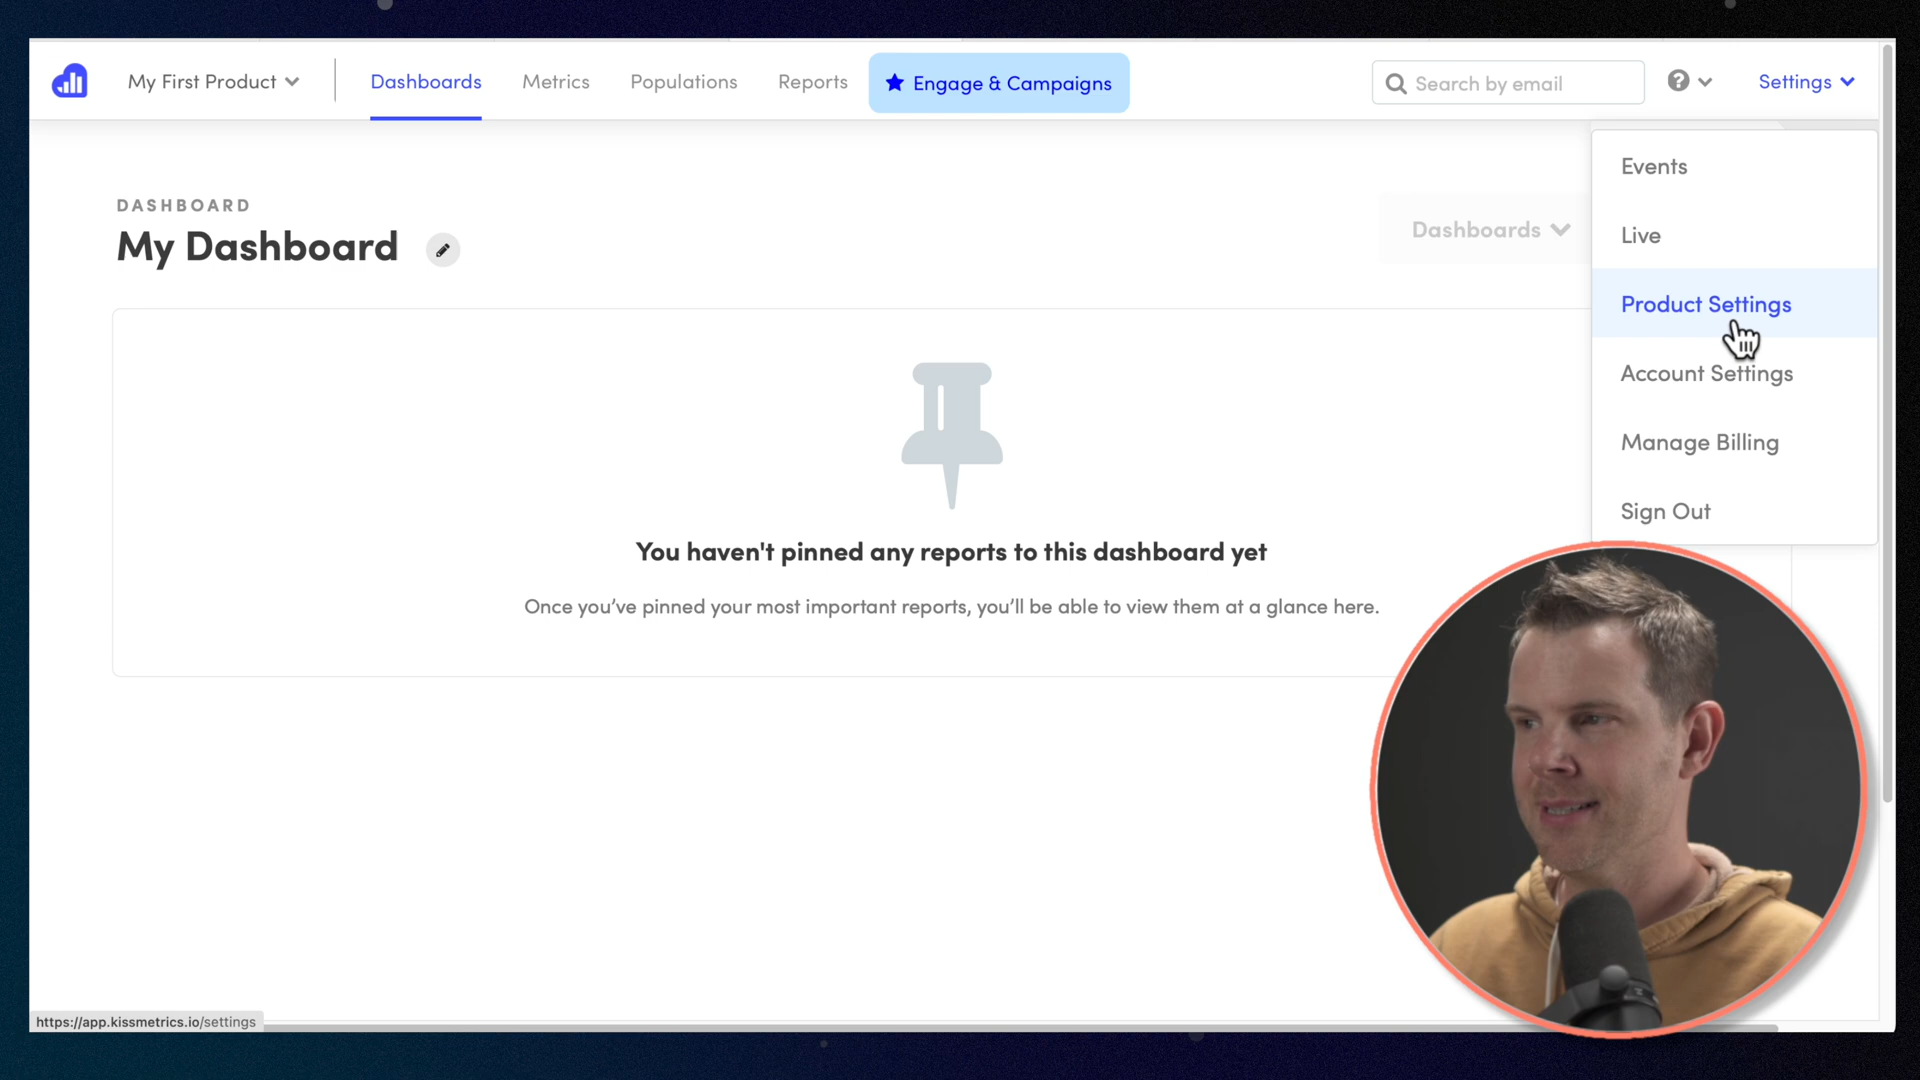 My First Product
Dashboards
Metrics
Populations
Reports
Engage & Campaigns
Search by email
Settings
DASHBOARD
My Dashboard
Dashboards
Events
Live
Product Settings
Account Settings
Manage Billing
Sign Out
You haven't pinned any reports to this dashboard yet
Once you’ve pinned your most important reports, you’ll be able to view them at a glance here.
https://app.kissmetrics.io/settings